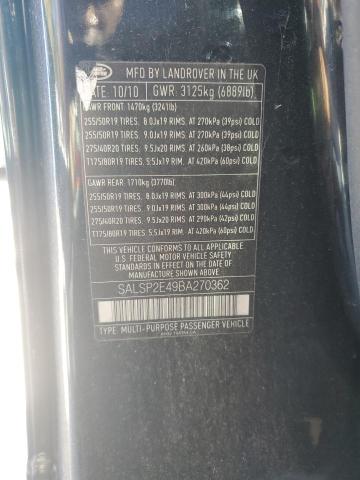 MFD BY LANDROVER IN THE UK
DATE: 10/10 GWR: 3125kg (6889lb)
GAWR FRONT: 1470kg (3241lb)
255/50R19 TIRES. 8.0Jx19 RIMS. AT 270kPa (39psi) COLD
255/50R19 TIRES. 9.0Jx19 RIMS. AT 270kPa (39psi) COLD
275/40R20 TIRES. 9.5Jx20 RIMS. AT 260kPa (38psi) COLD
T175/80R19 TIRES. 5.5Jx19 RIM. AT 420kPa (60psi) COLD
GAWR REAR: 1710kg (3770lb)
255/50R19 TIRES. 8.0Jx19 RIMS. AT 300kPa (44psi) COLD
255/50R19 TIRES. 9.0Jx19 RIMS. AT 300kPa (44psi) COLD
275/40R20 TIRES. 9.5Jx20 RIMS. AT 290kPa (42psi) COLD
T175/80R19 TIRES. 5.5Jx19 RIM. AT 420kPa (60psi) COLD
THIS VEHICLE CONFORMS TO ALL APPLICABLE
U.S. FEDERAL MOTOR VEHICLE SAFETY
STANDARDS IN EFFECT ON THE DATE OF
MANUFACTURE SHOWN ABOVE
SALSP2E49BA270362
TYPE: MULTI-PURPOSE PASSENGER VEHICLE